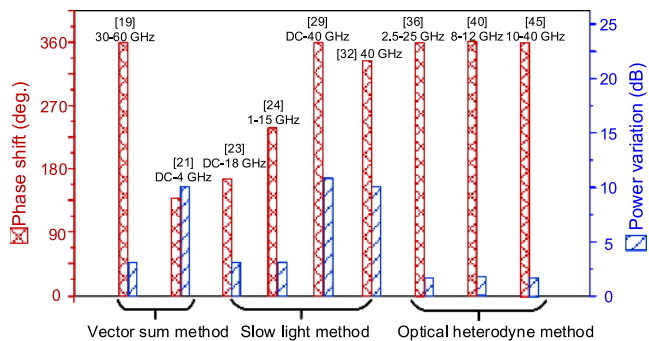 [19]
30-60 GHz
[21]
DC-4 GHz
[23]
DC-18 GHz
[24]
1-15 GHz
[29]
DC-40 GHz
[32] 40 GHz
[36]
2.5-25 GHz
[40]
8-12 GHz
[45]
10-40 GHz
Phase shift (deg.)
360
270
180
90
0
Power variation (dB)
25
20
15
10
5
0
Vector sum method
Slow light method
Optical heterodyne method